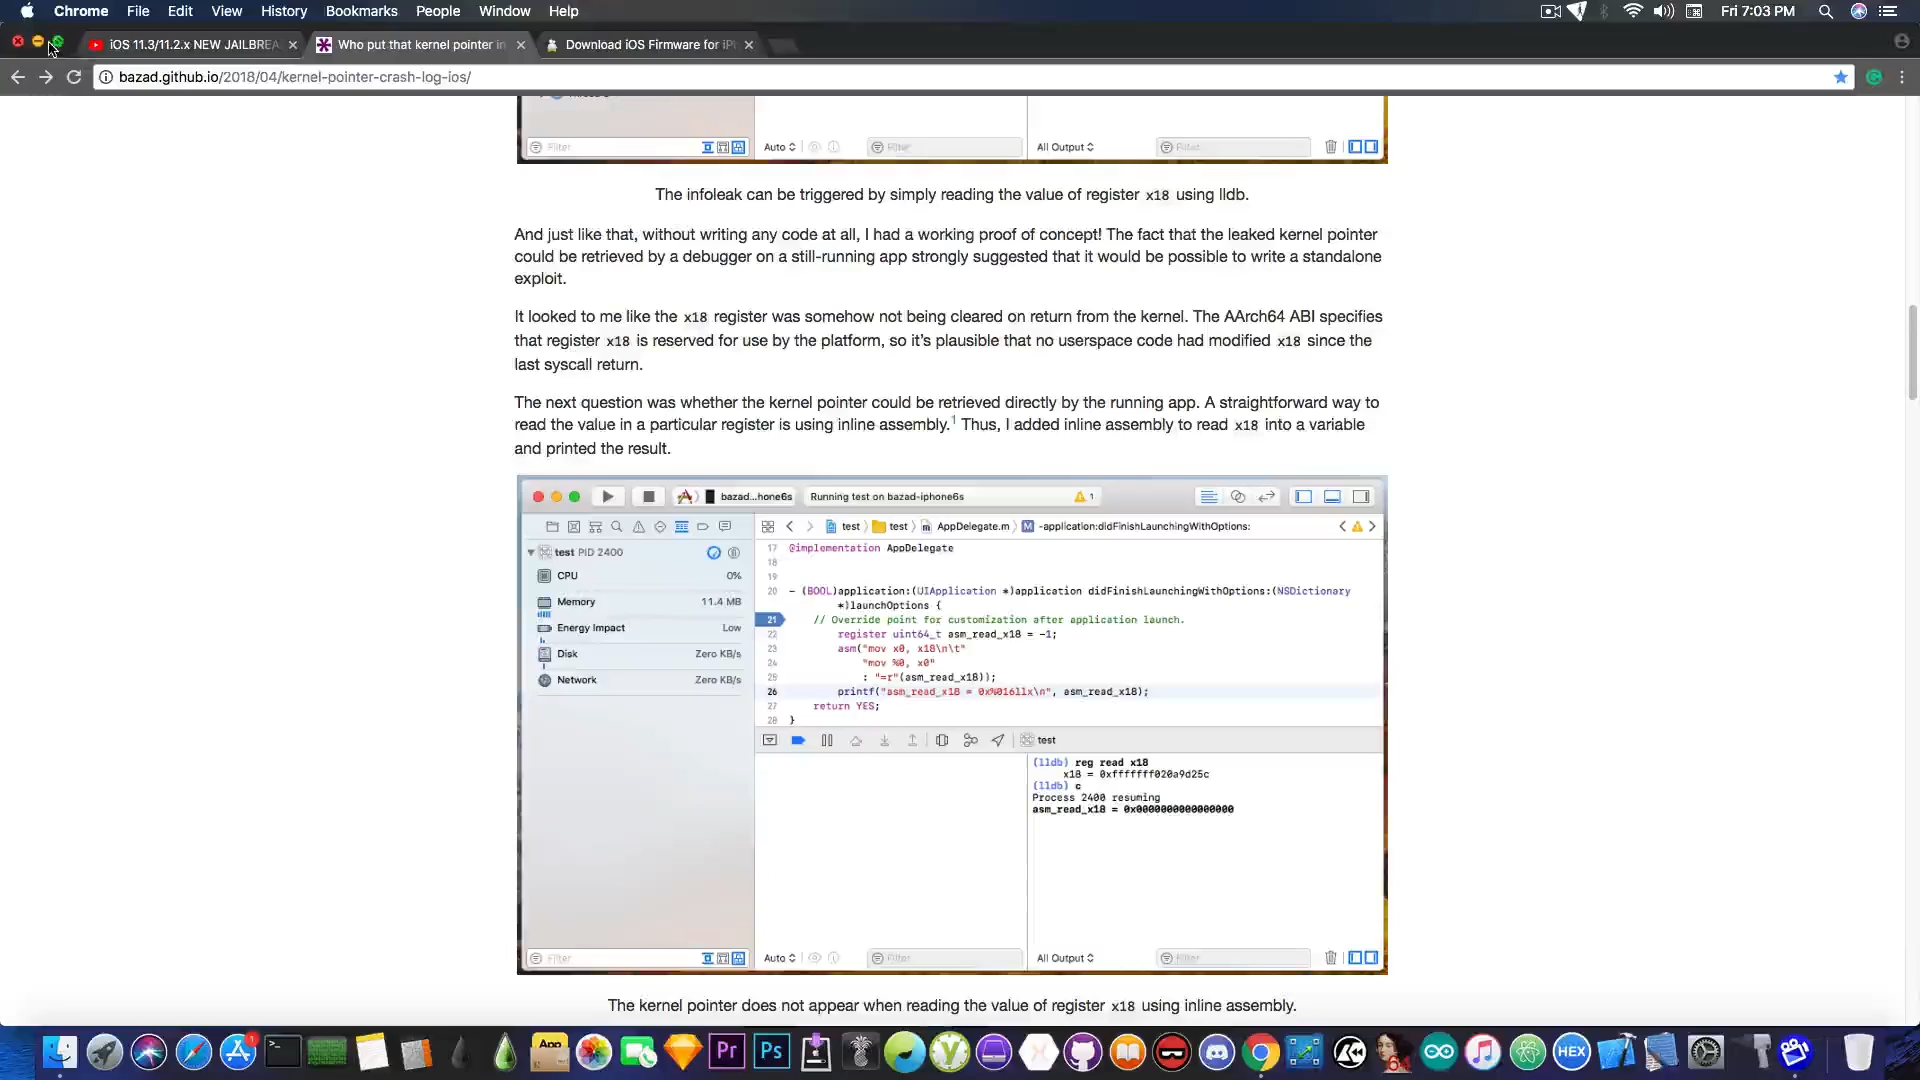 Chrome File Edit View History Bookmarks People Window Help Fri 7:03 PM
iOS 11.3/11.2.x NEW JAILBREA Who put that kernel pointer in Download iOS Firmware for iP
bazad.github.io/2018/04/kernel-pointer-crash-log-ios/
Filter Auto Filter All Output Filter
The infoleak can be triggered by simply reading the value of register x18 using lldb.
And just like that, without writing any code at all, I had a working proof of concept! The fact that the leaked kernel pointer
could be retrieved by a debugger on a still-running app strongly suggested that it would be possible to write a standalone
exploit.
It looked to me like the x18 register was somehow not being cleared on return from the kernel. The AArch64 ABI specifies
that register x18 is reserved for use by the platform, so it's plausible that no userspace code had modified x18 since the
last syscall return.
The next question was whether the kernel pointer could be retrieved directly by the running app. A straightforward way to
read the value in a particular register is using inline assembly.1 Thus, I added inline assembly to read x18 into a variable
and printed the result.
bazad...hone6s Running test on bazad-iphone6s 1
test test AppDelegate.m -application:didFinishLaunchingWithOptions:
test PID 2400
CPU 0%
Memory 11.4 MB
Energy Impact Low
Disk Zero KB/s
Network Zero KB/s
17 @implementation AppDelegate
18
19
20 - (BOOL)application:(UIApplication *)application didFinishLaunchingWithOptions:(NSDictionary
*)launchOptions {
21 // Override point for customization after application launch.
22 register uint64_t asm_read_x18 = -1;
23 asm("mov x0, x18\n\t"
24 "mov %0, x0"
25 : "=r"(asm_read_x18));
26 printf("asm_read_x18 = 0x%016llx\n", asm_read_x18);
27 return YES;
28 }
test
(lldb) reg read x18
x18 = 0xfffffff020a9d25c
(lldb) c
Process 2400 resuming
asm_read_x18 = 0x0000000000000000
Filter Auto Filter All Output Filter
The kernel pointer does not appear when reading the value of register x18 using inline assembly.
App
Pr
Ps
64
HEX